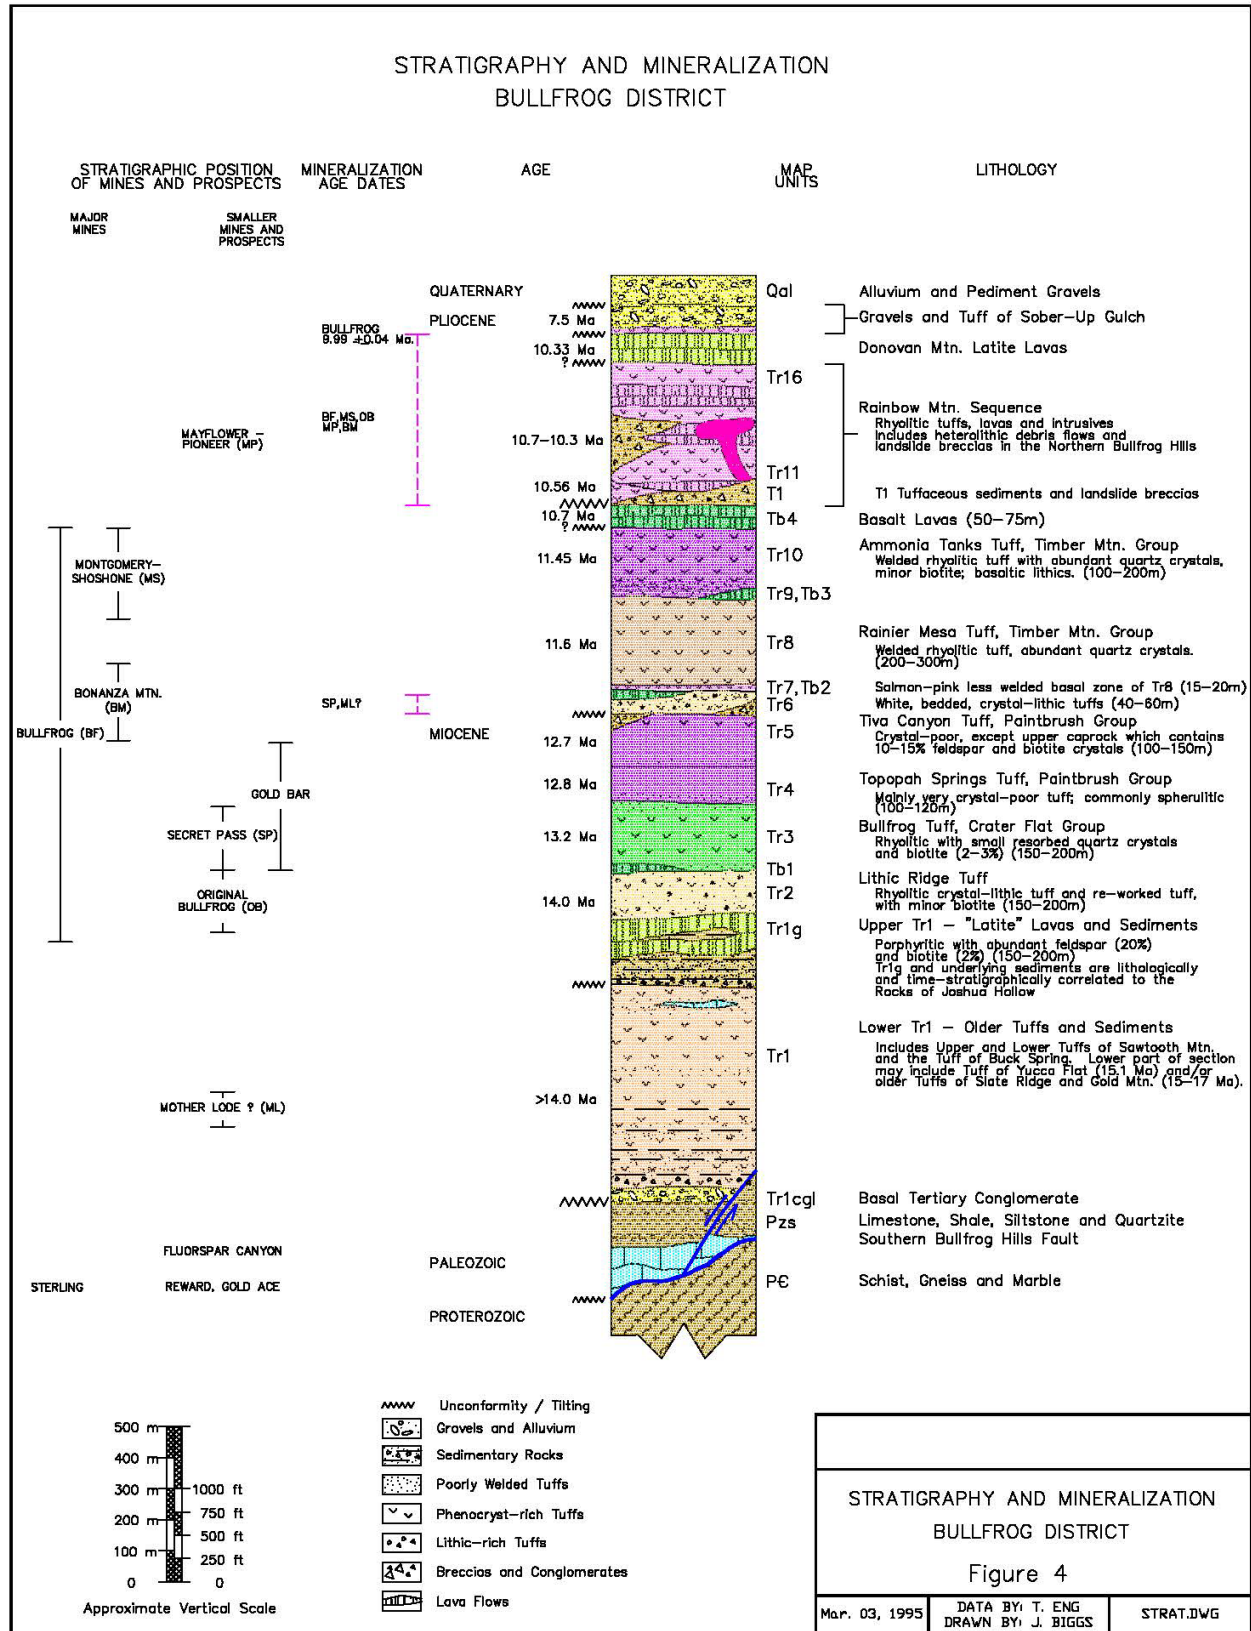 STRATIGRAPHY AND MINERALIZATION
BULLFROG DISTRICT
STRATIGRAPHIC POSITION
OF MINES AND PROSPECTS
MINERALIZATION
AGE DATES
AGE
MAP
UNITS
LITHOLOGY
MAJOR
MINES
SMALLER
MINES AND
PROSPECTS
QUATERNARY
Qal
Alluvium and Pediment Gravels
PLIOCENE
7.5 Ma
Gravels and Tuff of Sober-Up Gulch
BULLFROG
9.99 ±0.04 Ma.
10.33 Ma
Donovan Mtn. Latite Lavas
?
Tr16
Rainbow Mtn. Sequence
Rhyolitic tuffs, lavas and intrusives
includes heterolithic debris flows and
landslide breccias in the Northern Bullfrog Hills
BF,MS,OB
MP,BM
MAYFLOWER -
PIONEER (MP)
10.7-10.3 Ma
Tr11
10.56 Ma
T1
T1 Tuffaceous sediments and landslide breccias
10.7 Ma
?
Tb4
Basalt Lavas (50-75m)
MONTGOMERY-
SHOSHONE (MS)
11.45 Ma
Tr10
Ammonia Tanks Tuff, Timber Mtn. Group
Welded rhyolitic tuff with abundant quartz crystals,
minor biotite; basaltic lithics. (100-200m)
Tr9,Tb3
11.6 Ma
Tr8
Rainier Mesa Tuff, Timber Mtn. Group
Welded rhyolitic tuff, abundant quartz crystals.
(200-300m)
BONANZA MTN.
(BM)
SP,ML?
Tr7,Tb2
Salmon-pink less welded basal zone of Tr8 (15-20m)
Tr6
White, bedded, crystal-lithic tuffs (40-60m)
BULLFROG (BF)
MIOCENE
12.7 Ma
Tr5
Tiva Canyon Tuff, Paintbrush Group
Crystal-poor, except upper caprock which contains
10-15% feldspar and biotite crystals (100-150m)
GOLD BAR
12.8 Ma
Tr4
Topopah Springs Tuff, Paintbrush Group
Mainly very crystal-poor tuff; commonly spherulitic
(100-120m)
SECRET PASS (SP)
13.2 Ma
Tr3
Bullfrog Tuff, Crater Flat Group
Rhyolitic with small resorbed quartz crystals
and biotite (2-3%) (150-200m)
Tb1
ORIGINAL
BULLFROG (OB)
14.0 Ma
Tr2
Lithic Ridge Tuff
Rhyolitic crystal-lithic tuff and re-worked tuff,
with minor biotite (150-200m)
Tr1g
Upper Tr1 - "Latite" Lavas and Sediments
Porphyritic with abundant feldspar (20%)
and biotite (2%) (150-200m)
Tr1g and underlying sediments are lithologically
and time-stratigraphically correlated to the
Rocks of Joshua Hollow
Tr1
Lower Tr1 - Older Tuffs and Sediments
Includes Upper and Lower Tuffs of Sawtooth Mtn.
and the Tuff of Buck Spring. Lower part of section
may include Tuff of Yucca Flat (15.1 Ma) and/or
older Tuffs of Slate Ridge and Gold Mtn. (15-17 Ma).
MOTHER LODE ? (ML)
>14.0 Ma
Tr1cgl
Basal Tertiary Conglomerate
Pzs
Limestone, Shale, Siltstone and Quartzite
Southern Bullfrog Hills Fault
FLUORSPAR CANYON
PALEOZOIC
STERLING
REWARD, GOLD ACE
P€
Schist, Gneiss and Marble
PROTEROZOIC
Unconformity / Tilting
Gravels and Alluvium
Sedimentary Rocks
Poorly Welded Tuffs
Phenocryst-rich Tuffs
Lithic-rich Tuffs
Breccias and Conglomerates
Lava Flows
500 m
400 m
300 m
200 m
100 m
0
1000 ft
750 ft
500 ft
250 ft
0
Approximate Vertical Scale
STRATIGRAPHY AND MINERALIZATION
BULLFROG DISTRICT
Figure 4
Mar. 03, 1995
DATA BY: T. ENG
DRAWN BY: J. BIGGS
STRAT.DWG